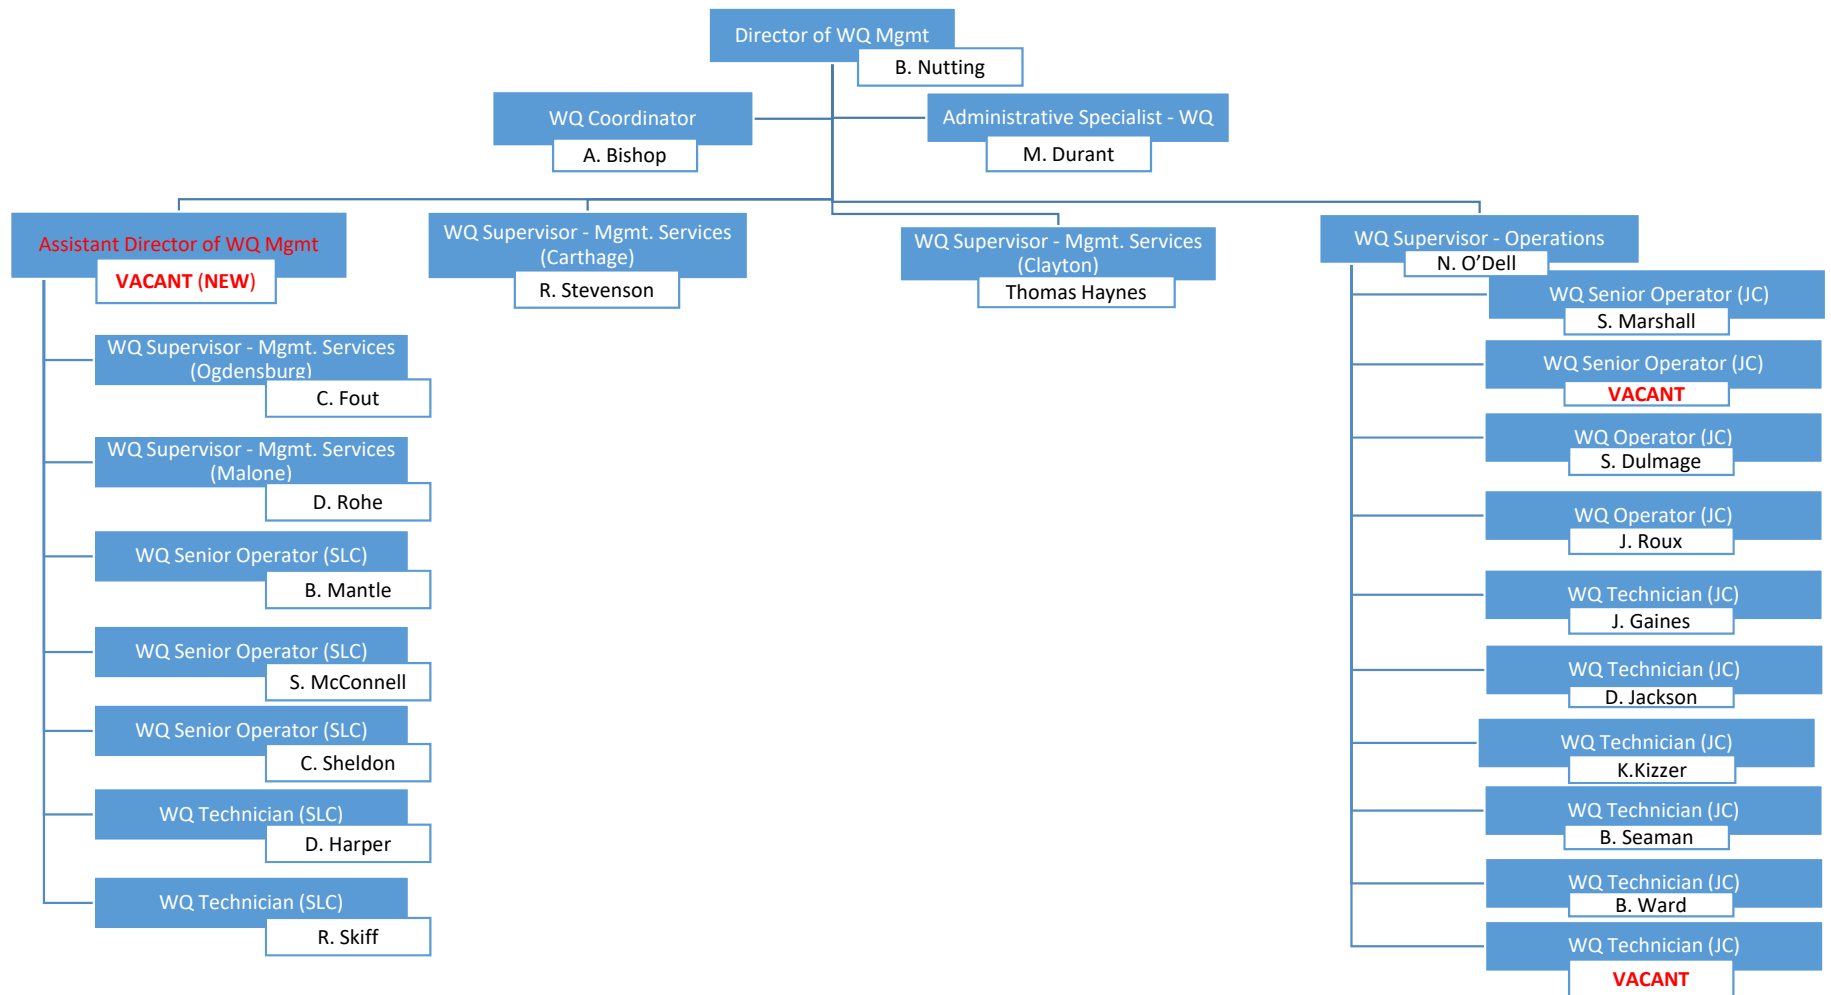 Director of WQ Mgmt
B. Nutting
WQ Coordinator
A. Bishop
Administrative Specialist - WQ
M. Durant
Assistant Director of WQ Mgmt
VACANT (NEW)
WQ Supervisor - Mgmt. Services
(Carthage)
R. Stevenson
WQ Supervisor - Mgmt. Services
(Clayton)
Thomas Haynes
WQ Supervisor - Operations
N. O’Dell
WQ Supervisor - Mgmt. Services
(Ogdensburg)
C. Fout
WQ Supervisor - Mgmt. Services
(Malone)
D. Rohe
WQ Senior Operator (SLC)
B. Mantle
WQ Senior Operator (SLC)
S. McConnell
WQ Senior Operator (SLC)
C. Sheldon
WQ Technician (SLC)
D. Harper
WQ Technician (SLC)
R. Skiff
WQ Senior Operator (JC)
S. Marshall
WQ Senior Operator (JC)
VACANT
WQ Operator (JC)
S. Dulmage
WQ Operator (JC)
J. Roux
WQ Technician (JC)
J. Gaines
WQ Technician (JC)
D. Jackson
WQ Technician (JC)
K.Kizzer
WQ Technician (JC)
B. Seaman
WQ Technician (JC)
B. Ward
WQ Technician (JC)
VACANT